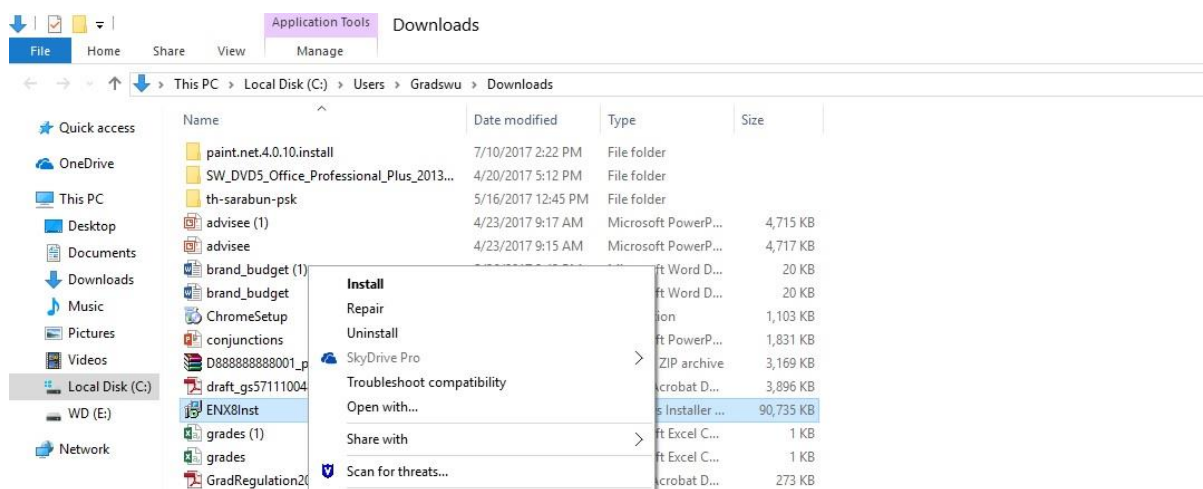 Application Tools Downloads
File Home Share View Manage
This PC > Local Disk (C:) > Users > Gradswu > Downloads
Quick access
OneDrive
This PC
Desktop
Documents
Downloads
Music
Pictures
Videos
Local Disk (C:)
WD (E:)
Network
Name Date modified Type Size
paint.net.4.0.10.install 7/10/2017 2:22 PM File folder
SW_DVD5_Office_Professional_Plus_2013... 4/20/2017 5:12 PM File folder
th-sarabun-psk 5/16/2017 12:45 PM File folder
advisee (1) 4/23/2017 9:17 AM Microsoft PowerP... 4,715 KB
advisee 4/23/2017 9:15 AM Microsoft PowerP... 4,717 KB
brand_budget (1) ft Word D... 20 KB
brand_budget ft Word D... 20 KB
ChromeSetup ion 1,103 KB
conjunctions ft PowerP... 1,831 KB
D888888888001_p ZIP archive 3,169 KB
draft_gs57111004 Acrobat D... 3,896 KB
ENX8Inst s Installer ... 90,735 KB
grades (1) ft Excel C... 1 KB
grades ft Excel C... 1 KB
GradRegulation20 Acrobat D... 273 KB
Install
Repair
Uninstall
SkyDrive Pro
Troubleshoot compatibility
Open with...
Share with
Scan for threats...